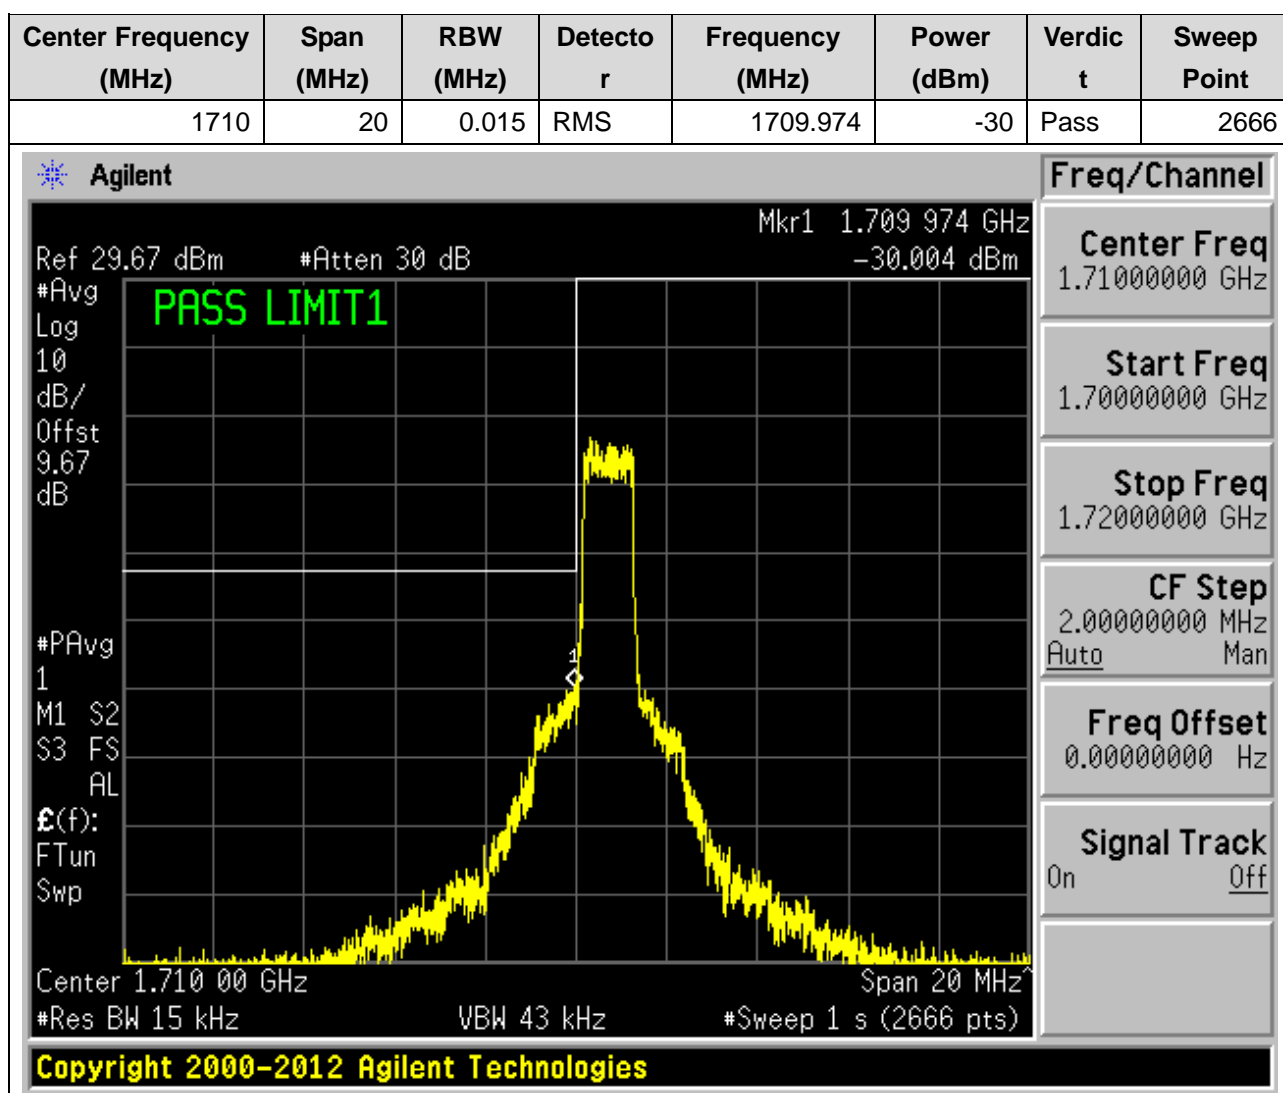 Center Frequency (MHz) Span (MHz) RBW (MHz) Detecto r Frequency (MHz) Power (dBm) Verdic t Sweep Point
1710 20 0.015 RMS 1709.974 -30 Pass 2666
Agilent
Freq/Channel
Mkr1 1.709 974 GHz
Ref 29.67 dBm #Atten 30 dB -30.004 dBm
#Avg
Log
10
dB/
Offst
9.67
dB
PASS LIMIT1
#PAvg
1
M1 S2
S3 FS
AL
£(f):
FTun
Swp
1
Center 1.710 00 GHz Span 20 MHz^
#Res BW 15 kHz VBW 43 kHz #Sweep 1 s (2666 pts)
Center Freq
1.71000000 GHz
Start Freq
1.70000000 GHz
Stop Freq
1.72000000 GHz
CF Step
2.00000000 MHz
Auto Man
Freq Offset
0.00000000 Hz
Signal Track
On Off
Copyright 2000-2012 Agilent Technologies